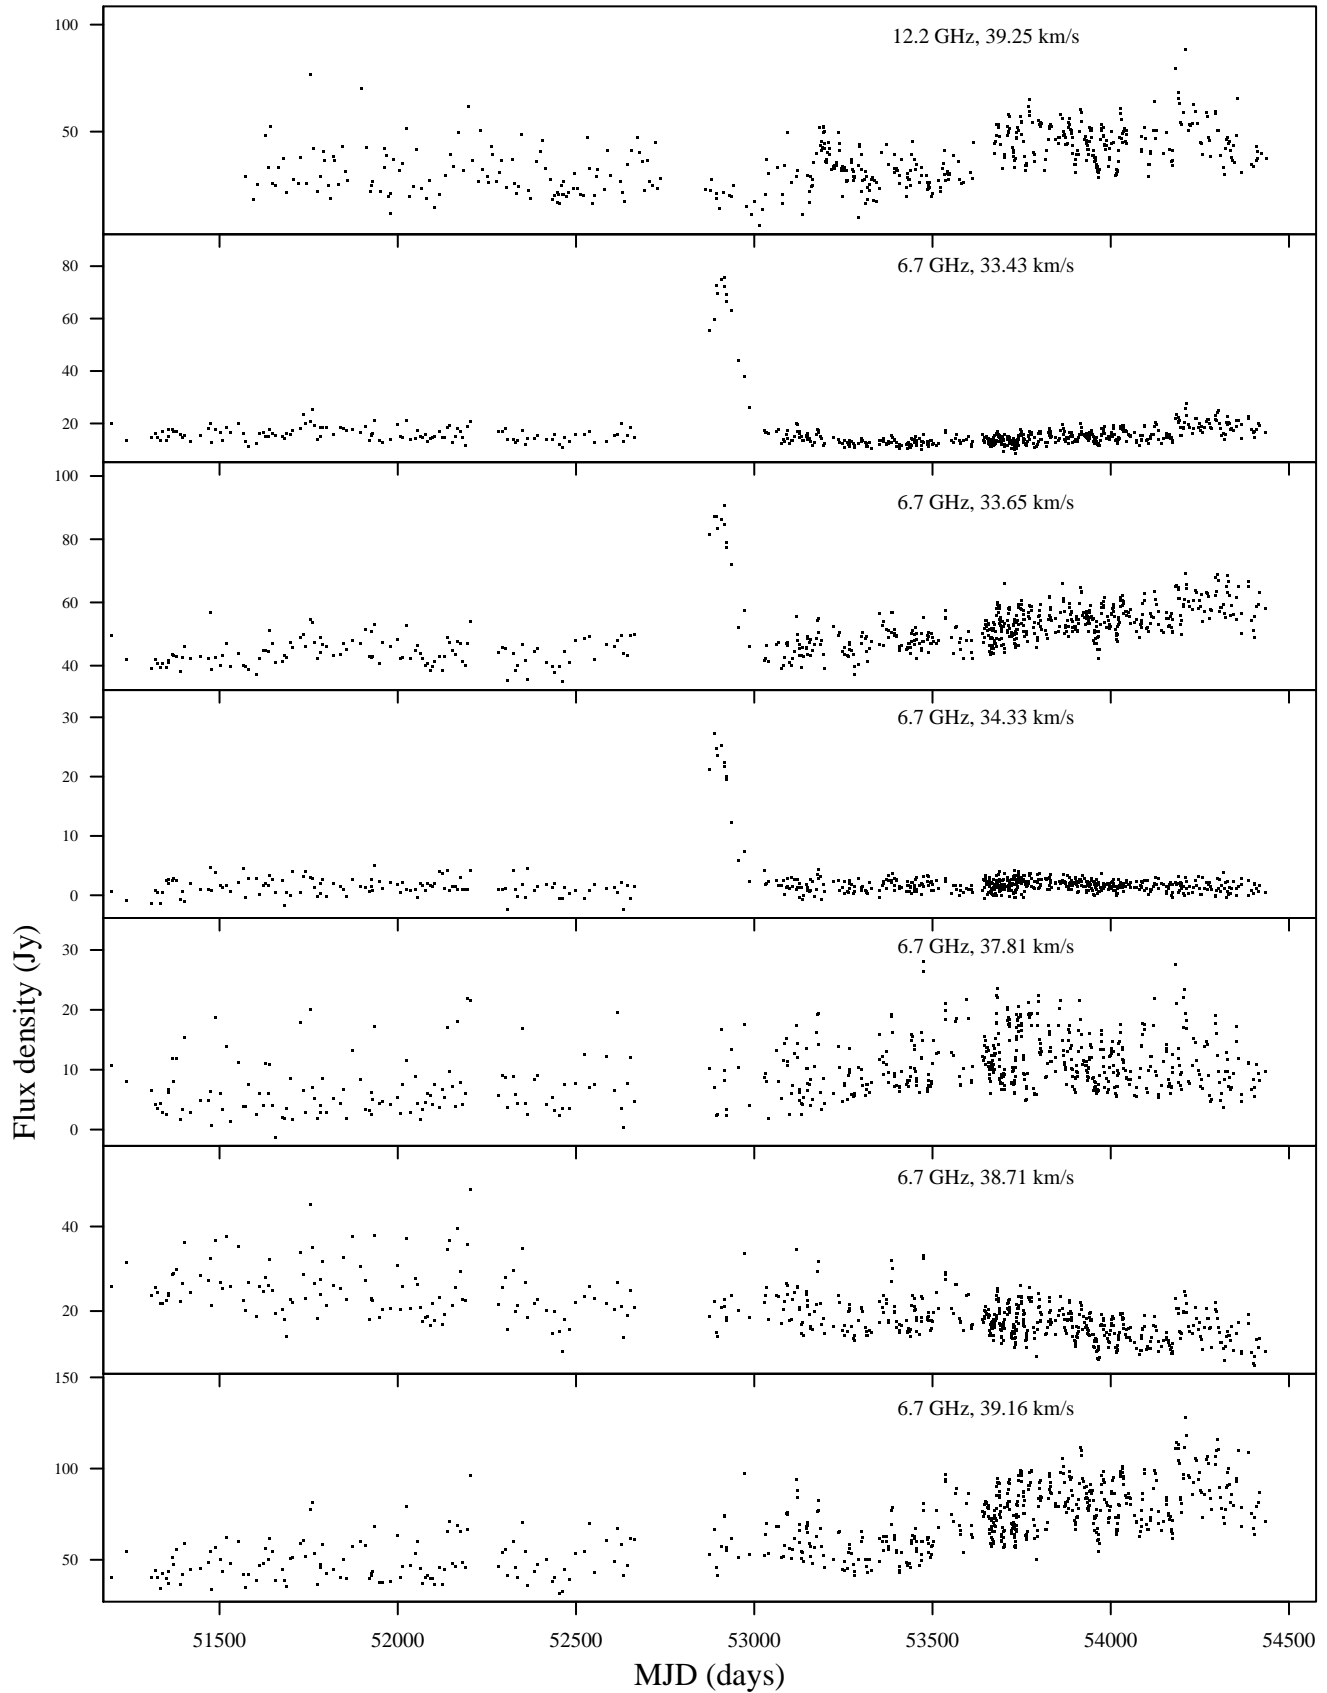 100
50
12.2 GHz, 39.25 km/s
80
60
40
20
6.7 GHz, 33.43 km/s
100
80
60
40
6.7 GHz, 33.65 km/s
30
20
10
0
6.7 GHz, 34.33 km/s
30
20
10
0
6.7 GHz, 37.81 km/s
40
20
6.7 GHz, 38.71 km/s
150
100
50
6.7 GHz, 39.16 km/s
Flux density (Jy)
51500 52000 52500 53000 53500 54000 54500
MJD (days)